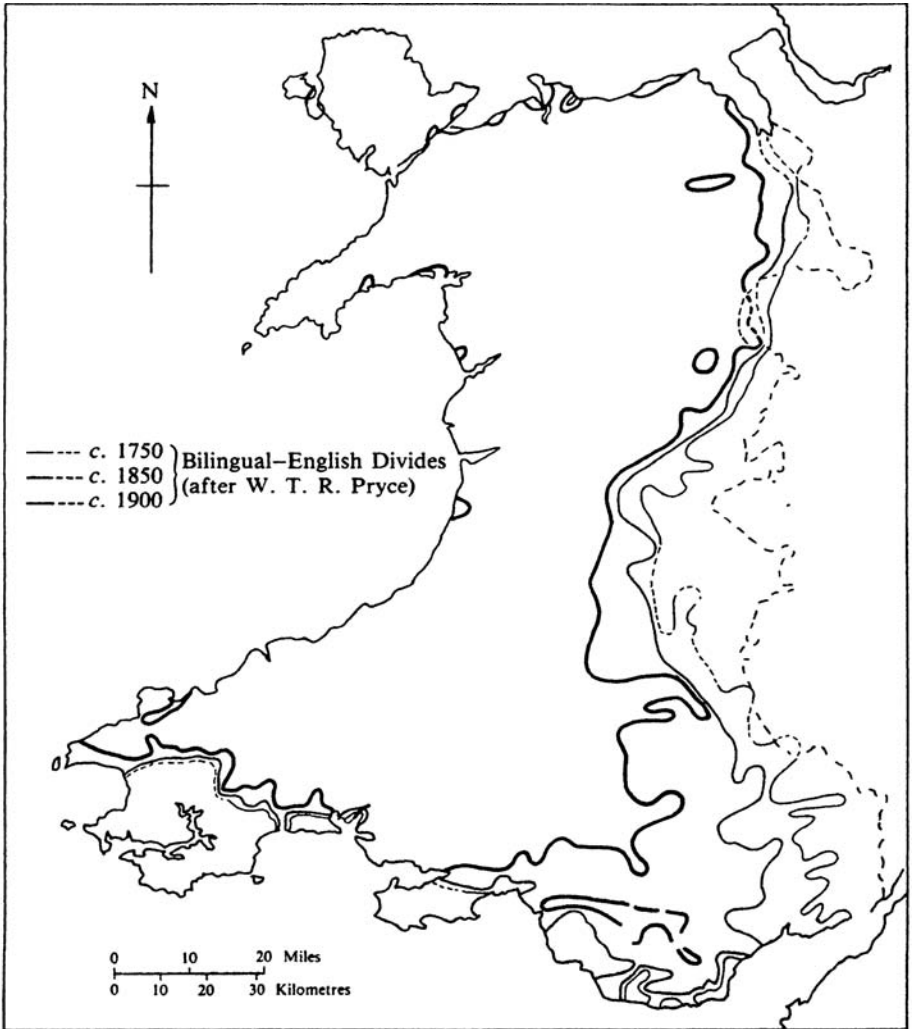 N
c. 1750
c. 1850
c. 1900
Bilingual–English Divides
(after W. T. R. Pryce)
0 10 20 Miles
0 10 20 30 Kilometres